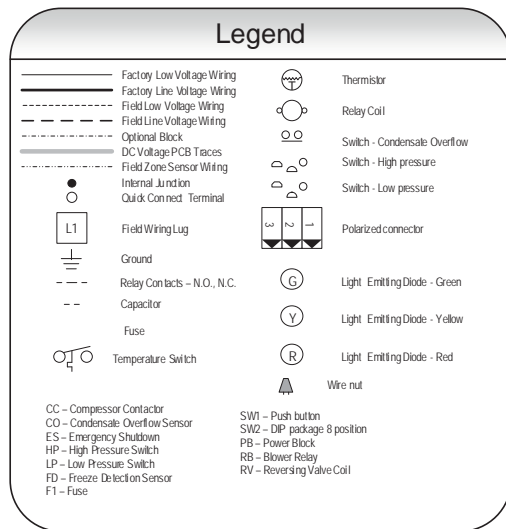 Legend
Factory Low Voltage Wiring
Factory Line Voltage Wiring
Field Low Voltage Wiring
Field Line Voltage Wiring
Optional Block
DC Voltage PCB Traces
Field Zone Sensor Wiring
Internal Junction
Quick Connect Terminal
L1
Field Wiring Lug
Ground
Relay Contacts – N.O., N.C.
Capacitor
Fuse
Temperature Switch
Thermistor
Relay Coil
Switch - Condensate Overflow
Switch - High pressure
Switch - Low pressure
3 2 1
Polarized connector
G
Light Emitting Diode - Green
Y
Light Emitting Diode - Yellow
R
Light Emitting Diode - Red
Wire nut
CC – Compressor Contactor
CO – Condensate Overflow Sensor
ES – Emergency Shutdown
HP – High Pressure Switch
LP – Low Pressure Switch
FD – Freeze Detection Sensor
F1 – Fuse
SW1 – Push button
SW2 – DIP package 8 position
PB – Power Block
RB – Blower Relay
RV – Reversing Valve Coil